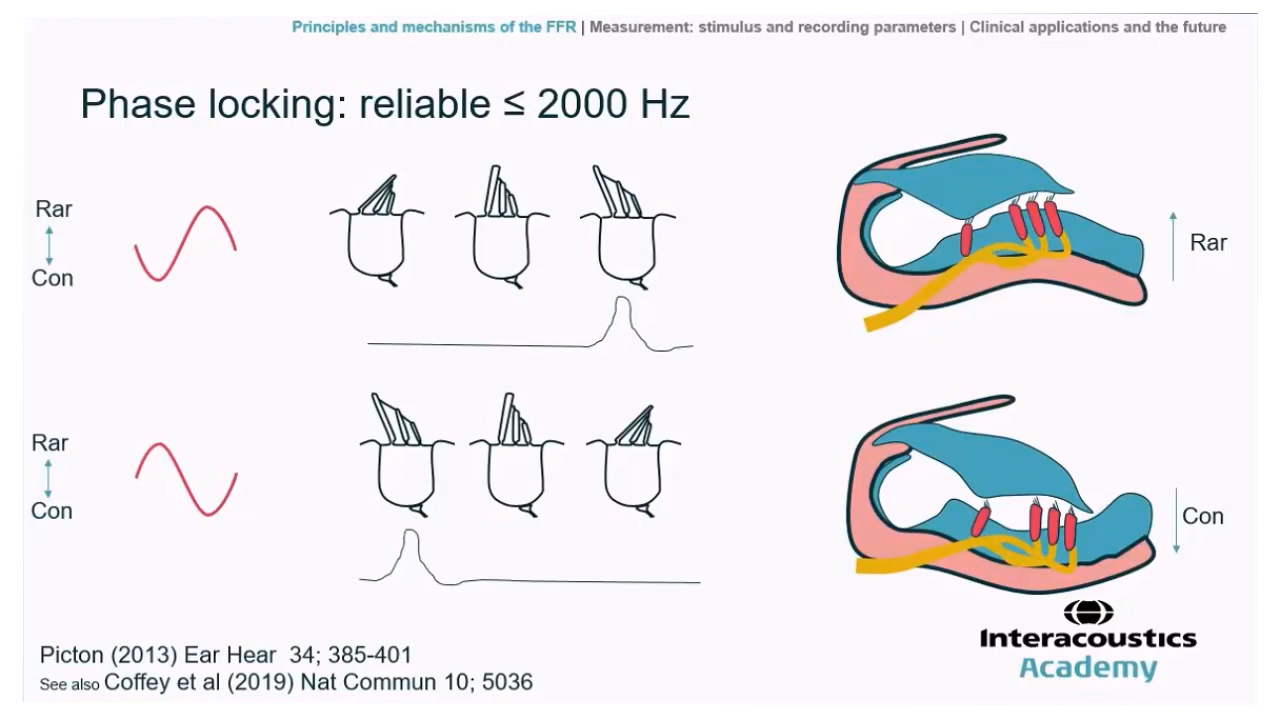 Principles and mechanisms of the FFR | Measurement: stimulus and recording parameters | Clinical applications and the future
Phase locking: reliable ≤ 2000 Hz
Rar
Con
Rar
Rar
Con
Con
Picton (2013) Ear Hear 34; 385-401
See also Coffey et al (2019) Nat Commun 10; 5036
Interacoustics
Academy